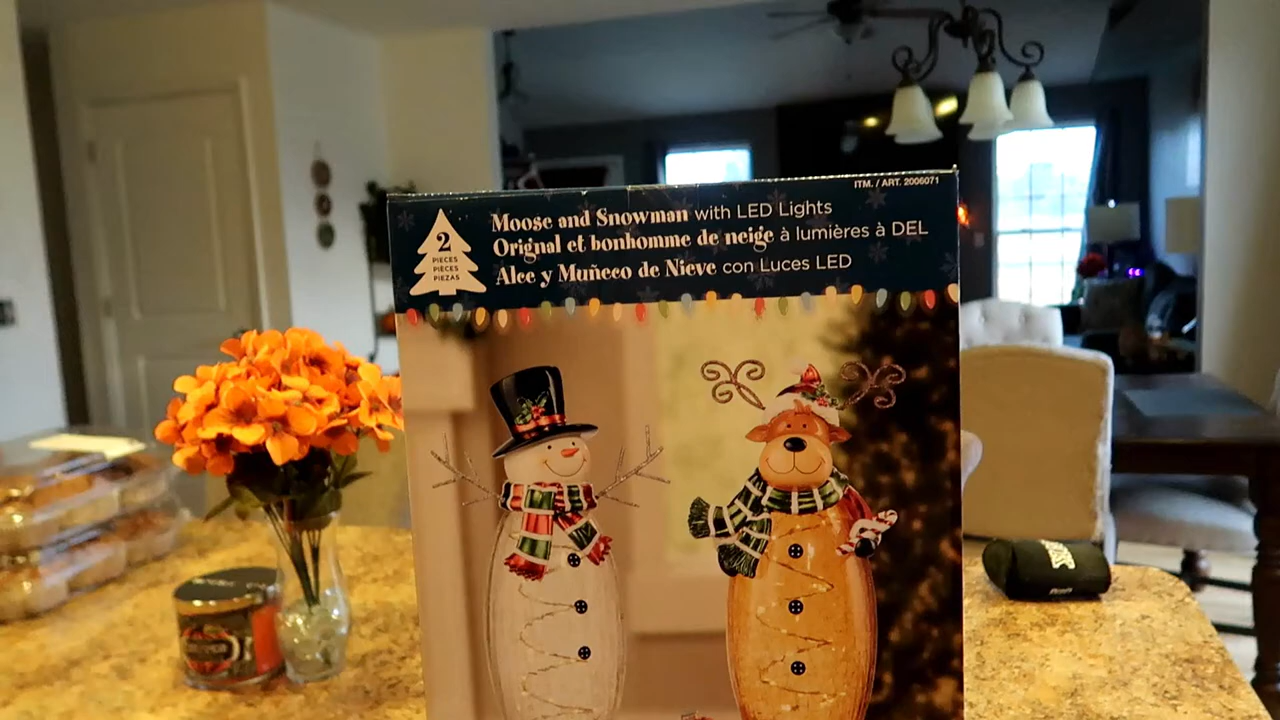 ITM. / ART. 2006071
2
PIECES
PIÈCES
PIEZAS
Moose and Snowman with LED Lights
Orignal et bonhomme de neige à lumières à DEL
Alce y Muñeco de Nieve con Luces LED